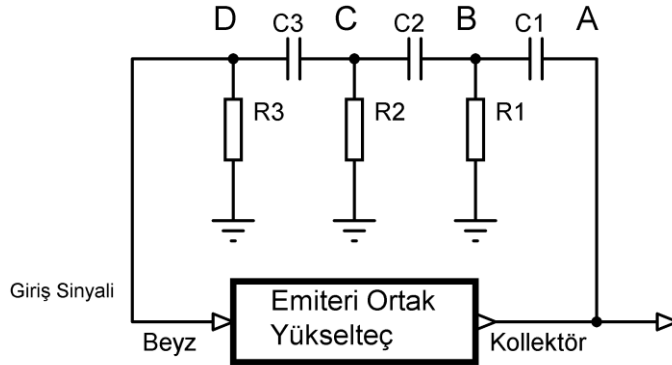 D C3 C C2 B C1 A
R3 R2 R1
Giriş Sinyali
Emiteri Ortak
Yükselteç
Beyz
Kollektör